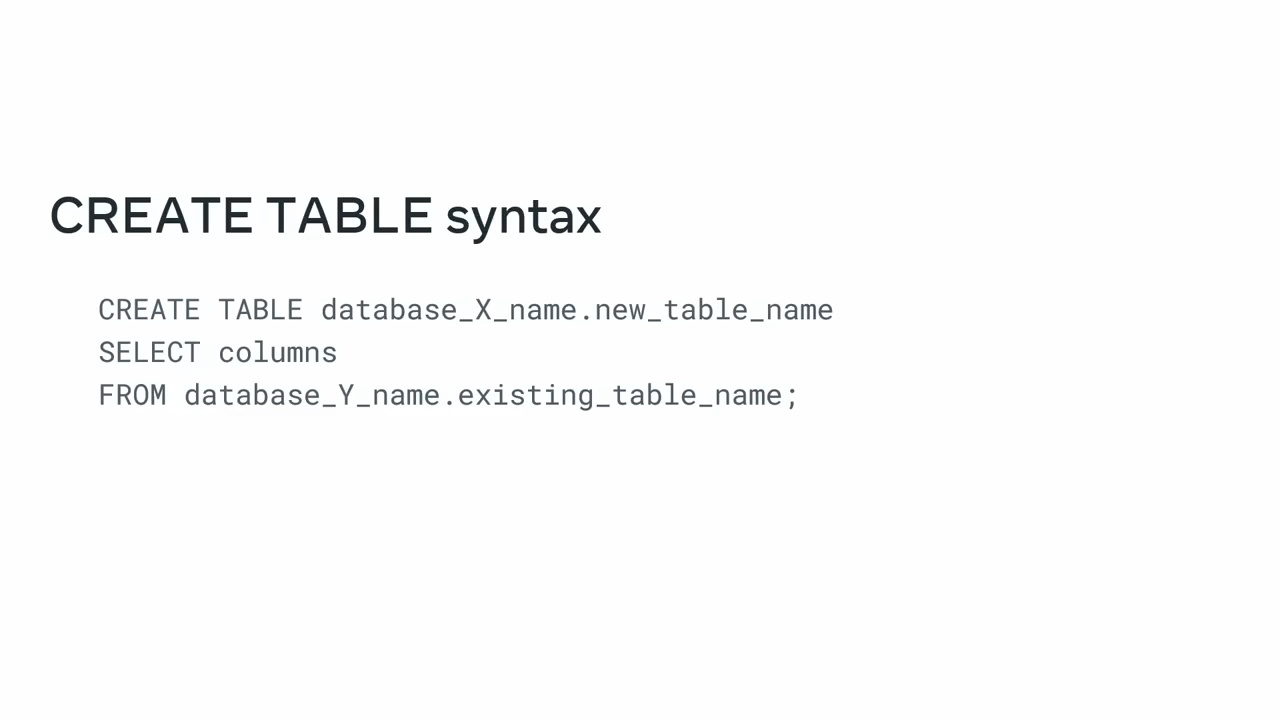 CREATE TABLE syntax
CREATE TABLE database_X_name.new_table_name
SELECT columns
FROM database_Y_name.existing_table_name;